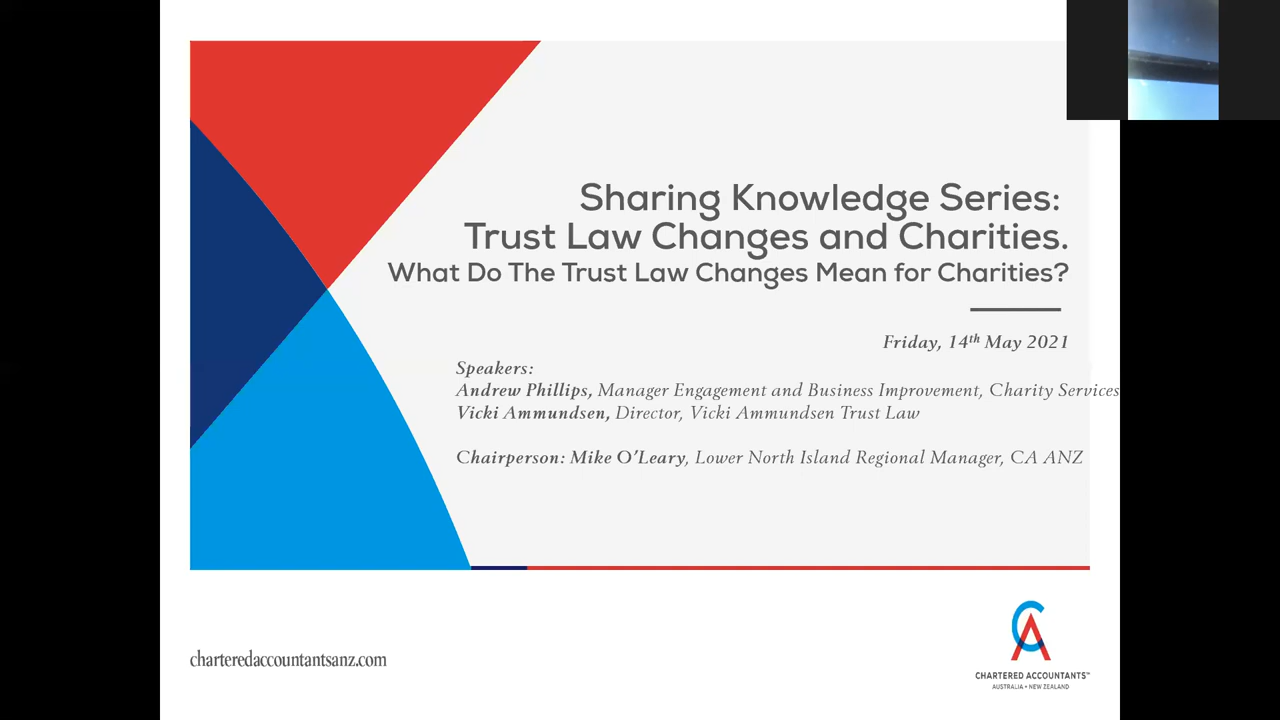 Sharing Knowledge Series:
Trust Law Changes and Charities.
What Do The Trust Law Changes Mean for Charities?
Friday, 14th May 2021
Speakers:
Andrew Phillips, Manager Engagement and Business Improvement, Charity Services
Vicki Ammundsen, Director, Vicki Ammundsen Trust Law
Chairperson: Mike O'Leary, Lower North Island Regional Manager, CA ANZ
charteredaccountantsanz.com
CA
CHARTERED ACCOUNTANTS™
AUSTRALIA • NEW ZEALAND